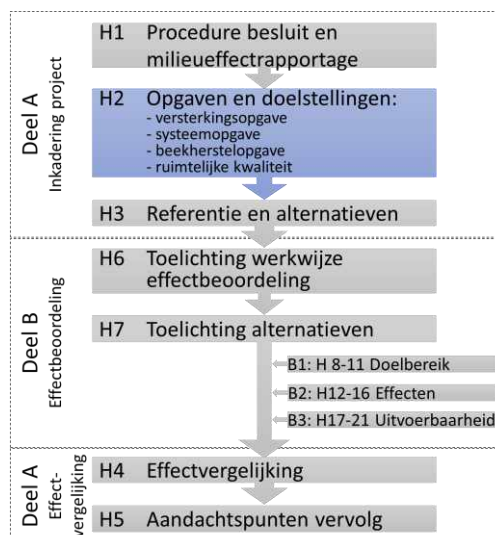 Deel A
Inkadering project
H1 Procedure besluit en
milieueffectrapportage
H2 Opgaven en doelstellingen:
- versterkingsopgave
- systeemopgave
- beekherstelopgave
- ruimtelijke kwaliteit
H3 Referentie en alternatieven
Deel B
Effectbeoordeling
H6 Toelichting werkwijze
effectbeoordeling
H7 Toelichting alternatieven
B1: H 8-11 Doelbereik
B2: H12-16 Effecten
B3: H17-21 Uitvoerbaarheid
Deel A
Effect-
vergelijking
H4 Effectvergelijking
H5 Aandachtspunten vervolg